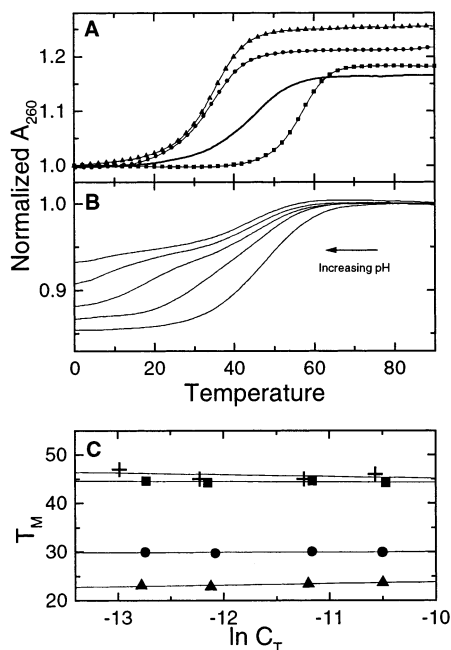 A
1.2
1.1
1.0
Normalized A260
B
1.0
0.9
Increasing pH
0 20 40 60 80
Temperature
C
50
40
30
20
TM
-13 -12 -11 -10
ln CT